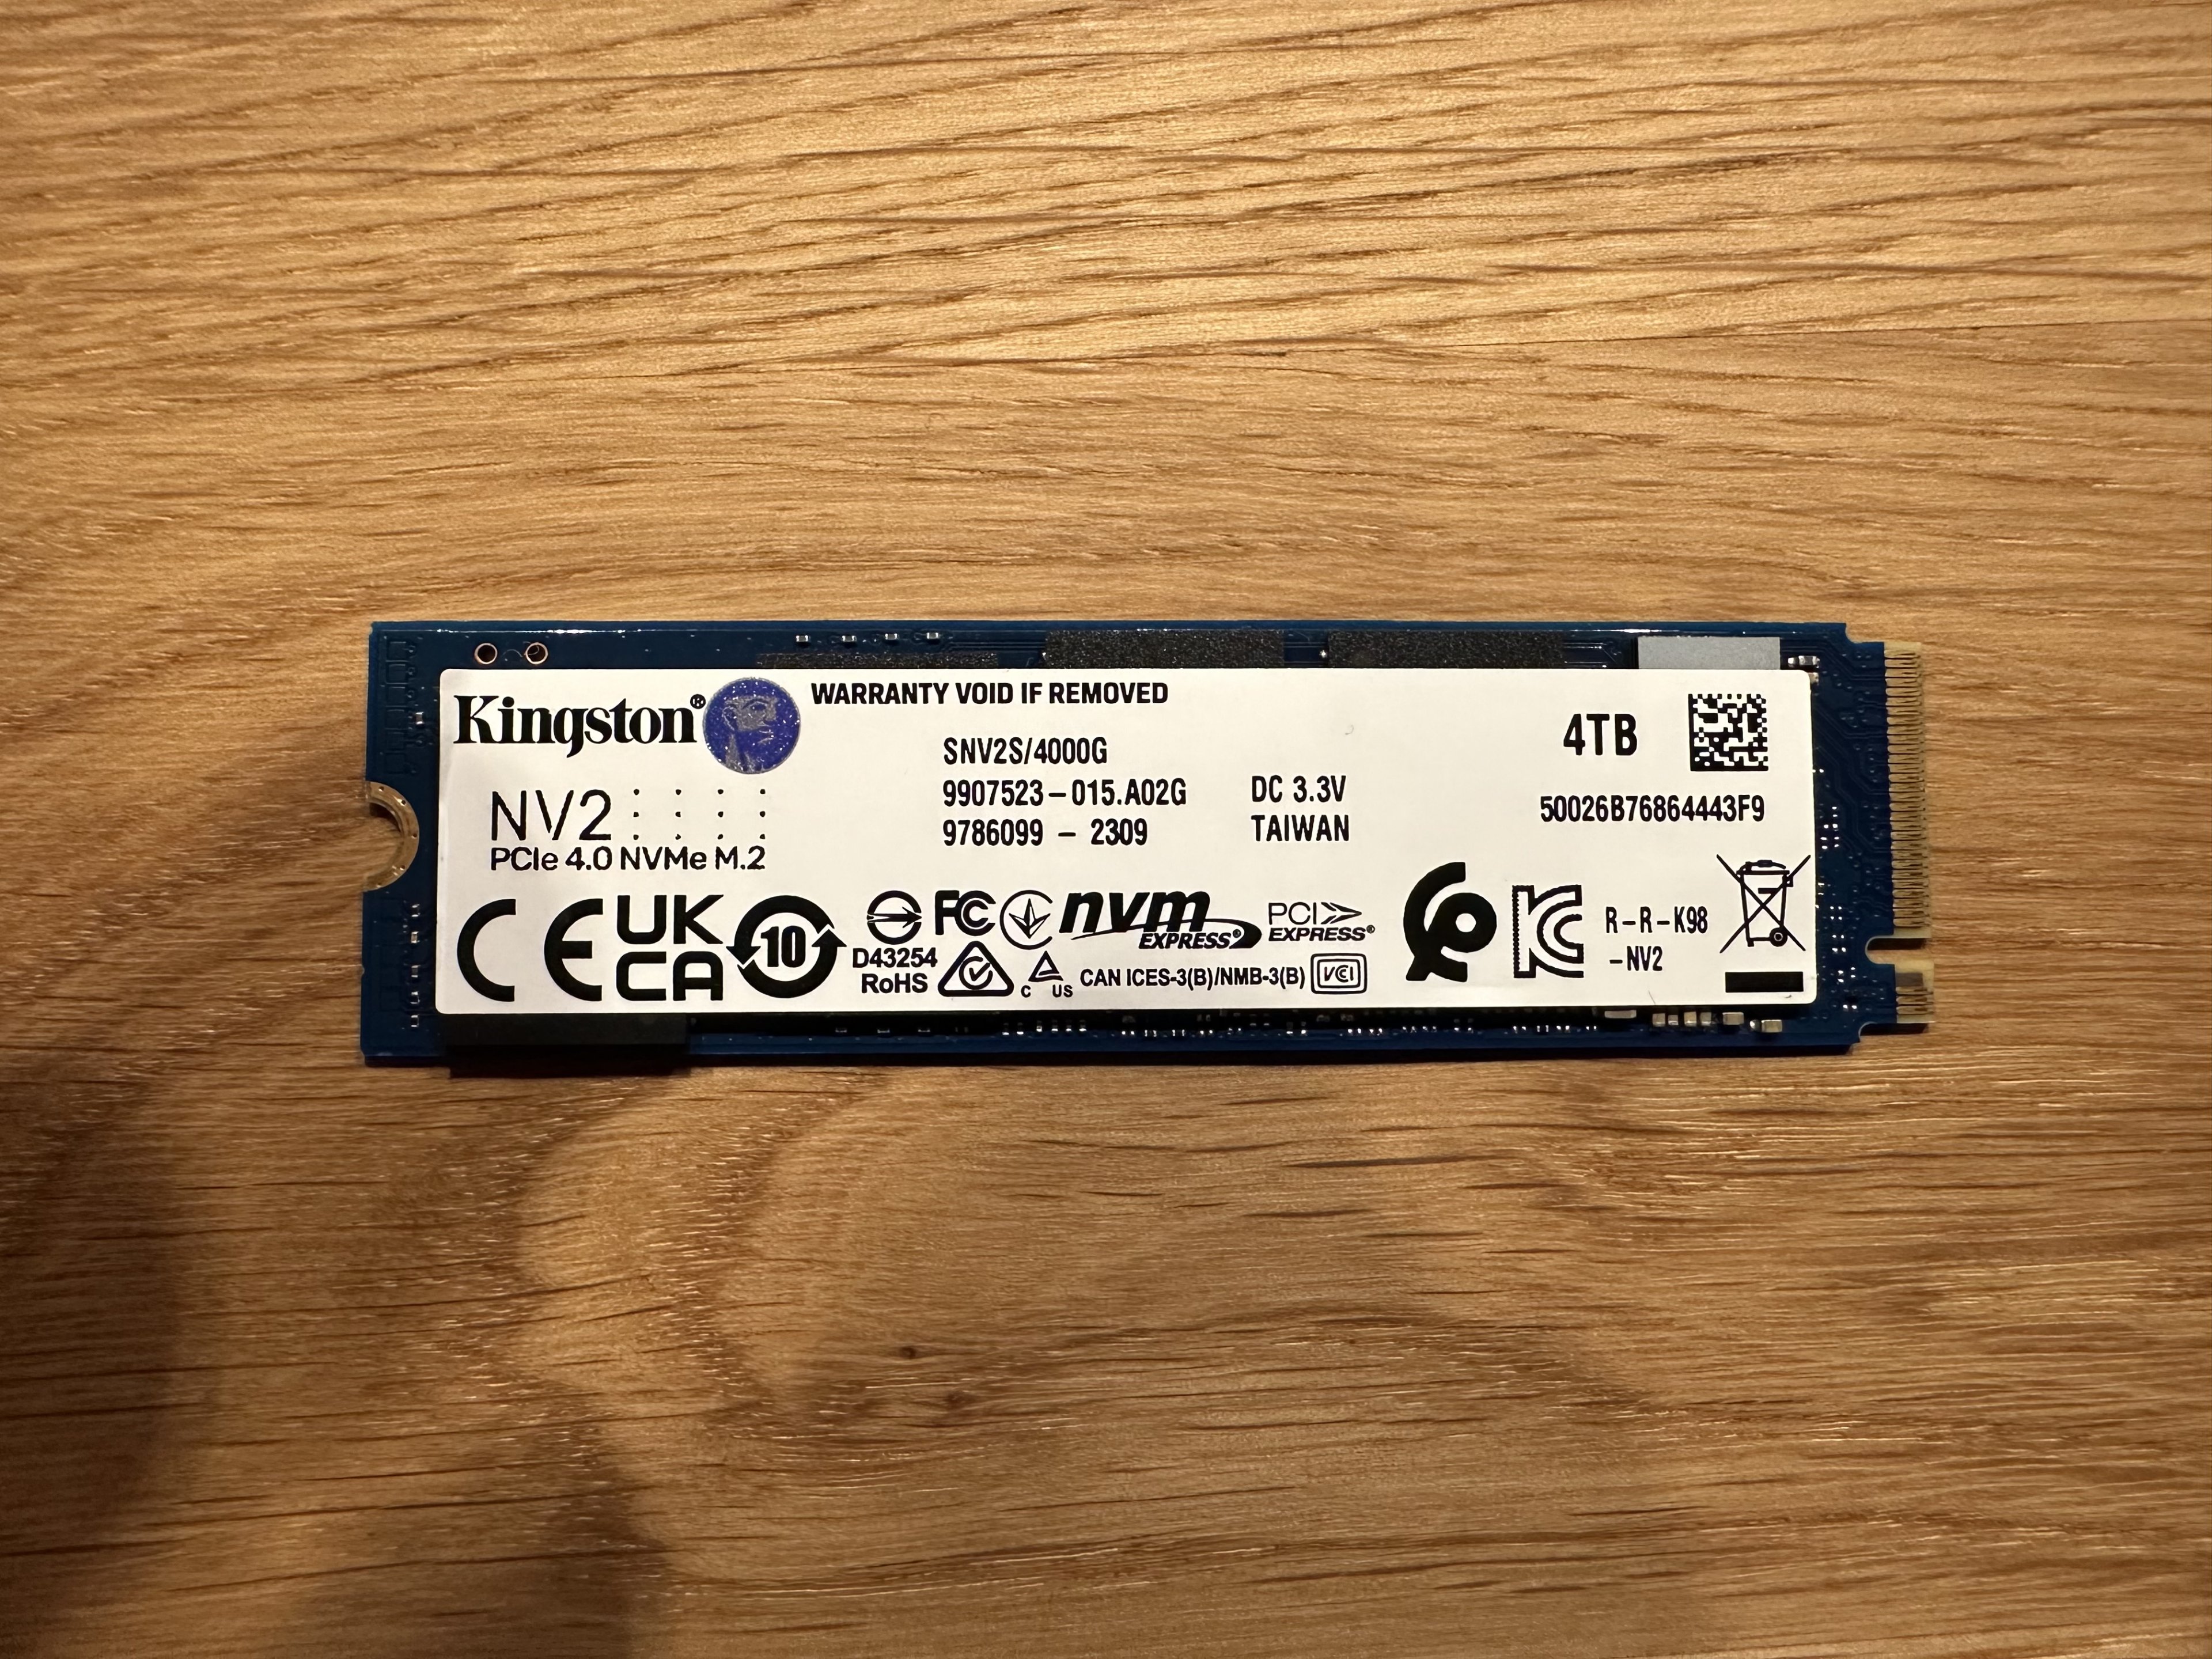 Kingston®
WARRANTY VOID IF REMOVED
NV2
PCIe 4.0 NVMe M.2
SNV2S/4000G
9907523-015.A02G
9786099 - 2309
DC 3.3V
TAIWAN
4TB
50026B76864443F9
CE
UK
CA
10
D43254
RoHS
FC
nvm
EXPRESS®
PCI
EXPRESS®
C US
CAN ICES-3(B)/NMB-3(B)
VCI
R-R-K98
-NV2